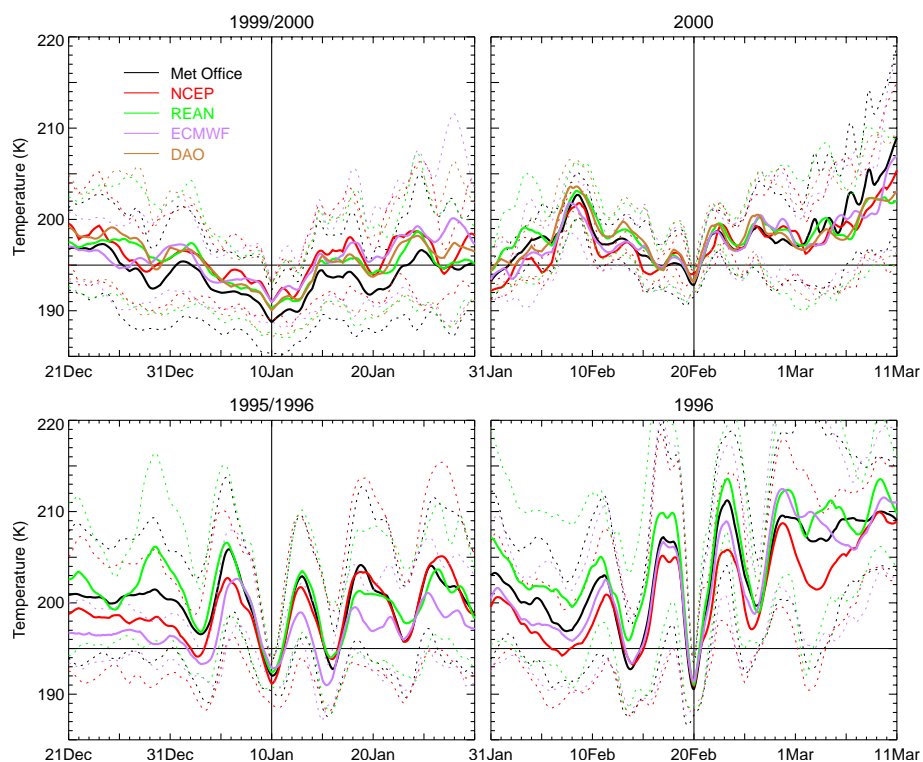 1999/2000
2000
220
210
200
190
Temperature (K)
Met Office
NCEP
REAN
ECMWF
DAO
21Dec 31Dec 10Jan 20Jan
31Jan 10Feb 20Feb 1Mar 11Mar
1995/1996
1996
220
210
200
190
Temperature (K)
21Dec 31Dec 10Jan 20Jan
31Jan 10Feb 20Feb 1Mar 11Mar